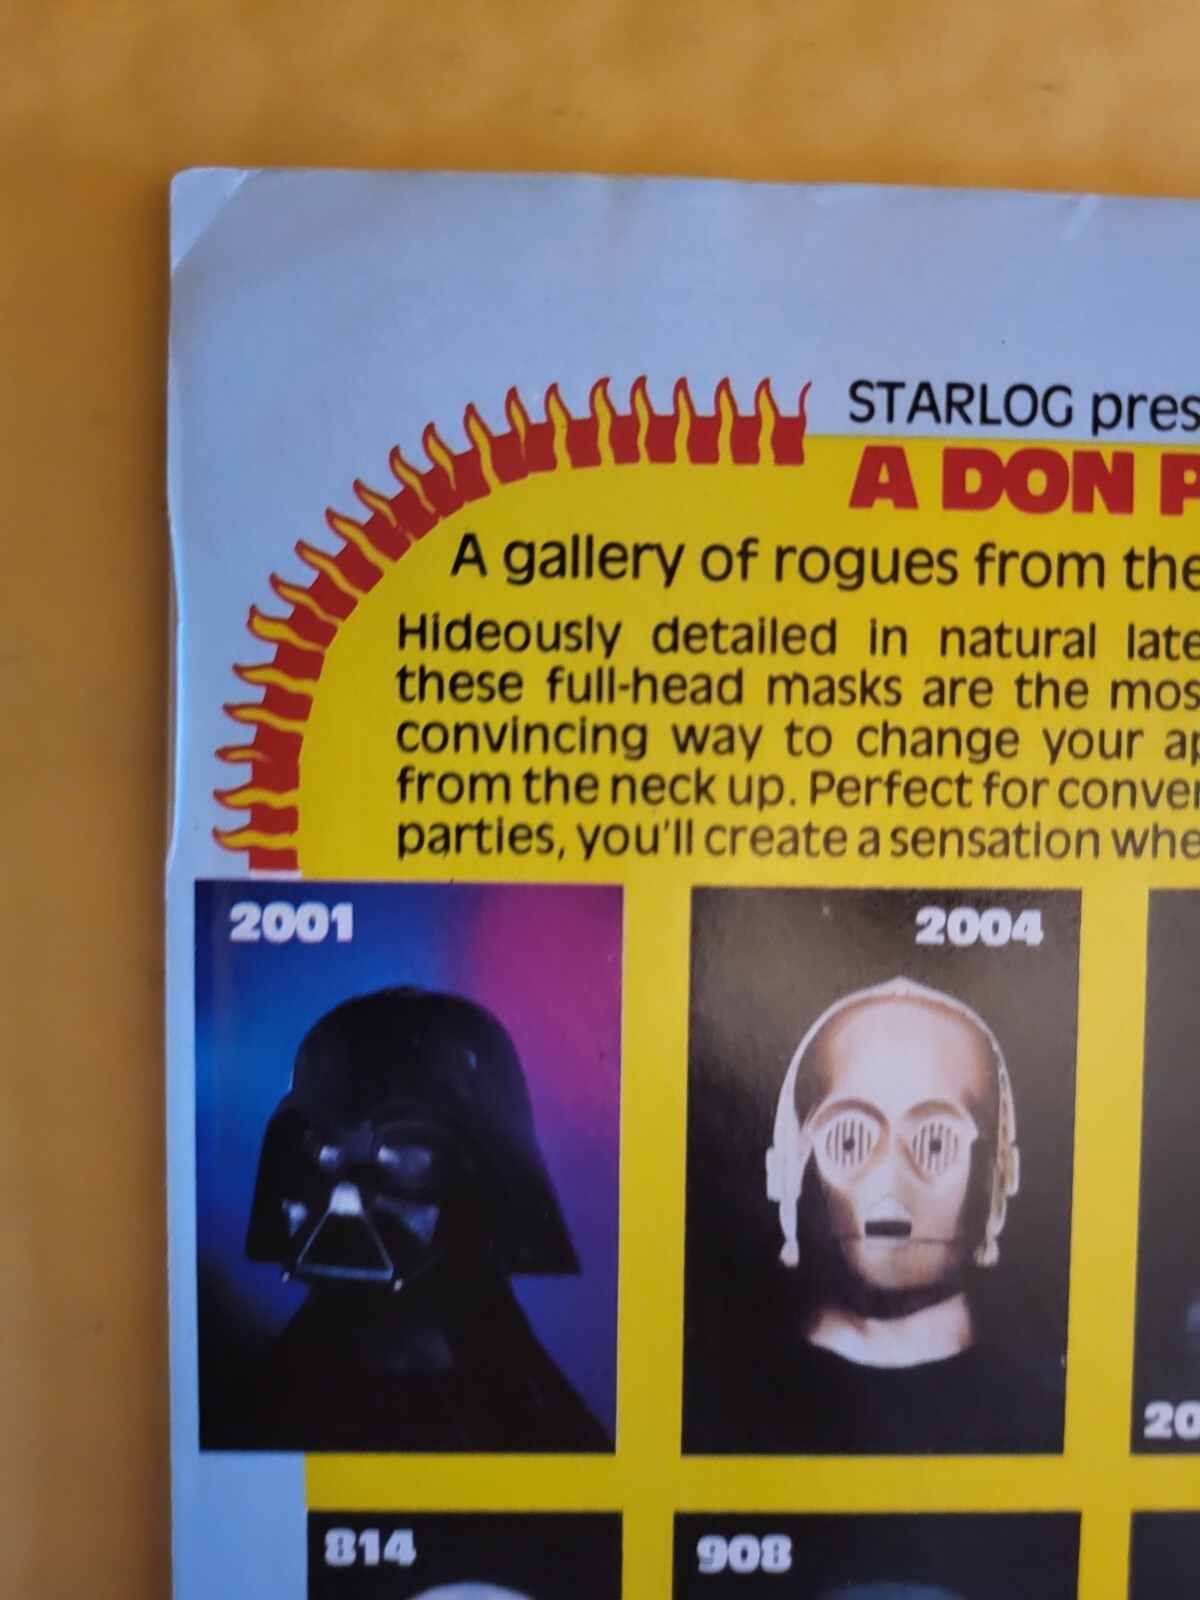 STARLOG pres
A DON P
A gallery of rogues from the
Hideously detailed in natural late
these full-head masks are the mos
convincing way to change your ap
from the neck up. Perfect for conver
parties, you'll create a sensation whe
2001
2004
20
814
908